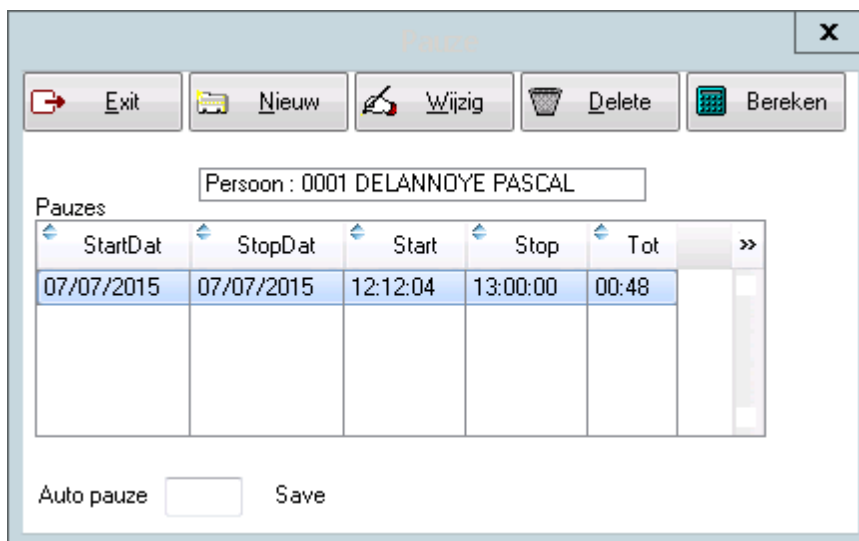 x
Exit Nieuw Wijzig Delete Bereken
Persoon : 0001 DELANNOYE PASCAL
Pauzes
StartDat StopDat Start Stop Tot »
07/07/2015 07/07/2015 12:12:04 13:00:00 00:48
Auto pauze Save